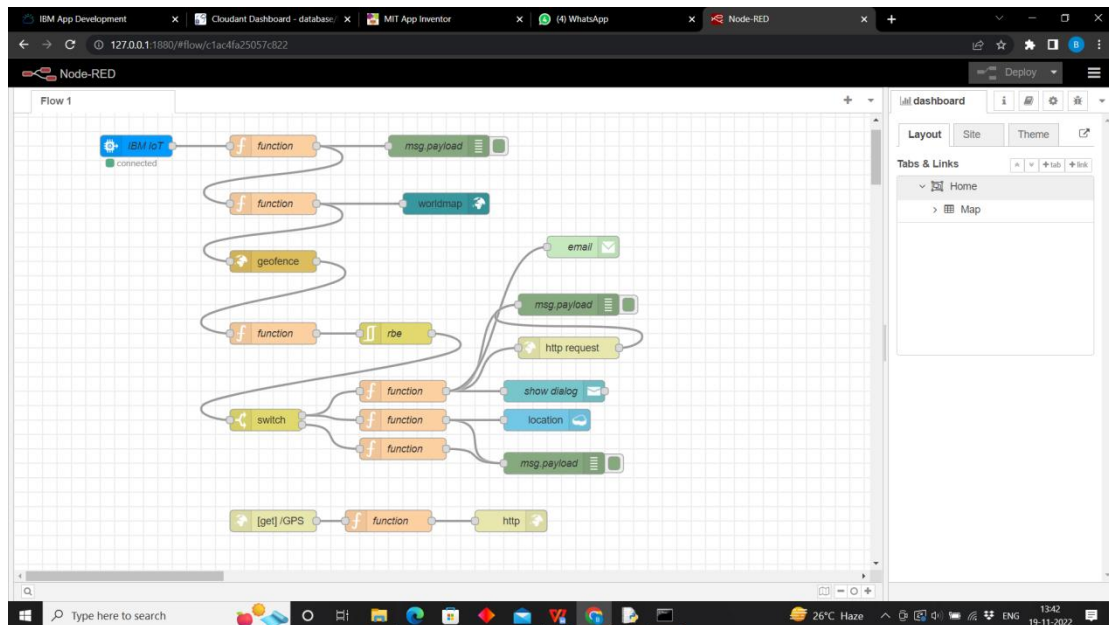 IBM App Development
Cloudant Dashboard - database/
MIT App Inventor
(4) WhatsApp
Node-RED
127.0.0.1:1880/#flow/c1ac4fa25057c822
B
Node-RED
Deploy
Flow 1
dashboard
i
Layout
Site
Theme
Tabs & Links
+tab
+link
Home
Map
IBM IoT
connected
f function
msg.payload
f function
worldmap
geofence
email
msg.payload
f function
rbe
http request
f function
show dialog
switch
f function
location
f function
msg.payload
[get] /GPS
f function
http
Type here to search
26°C Haze
ENG
13:42
19-11-2022